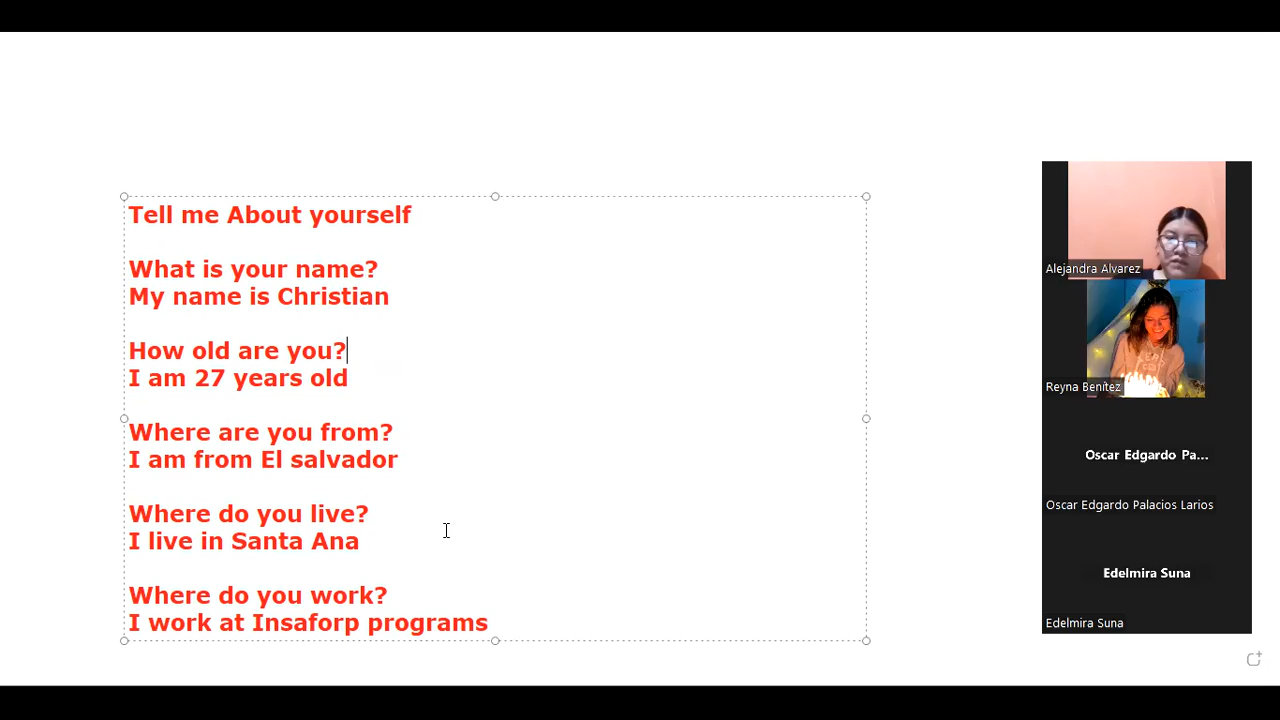 Tell me About yourself
What is your name?
My name is Christian
How old are you?
I am 27 years old
Where are you from?
I am from El salvador
Where do you live?
I live in Santa Ana
Where do you work?
I work at Insaforp programs
Alejandra Alvarez
Reyna Benítez
Oscar Edgardo Pa...
Oscar Edgardo Palacios Larios
Edelmira Suna
Edelmira Suna